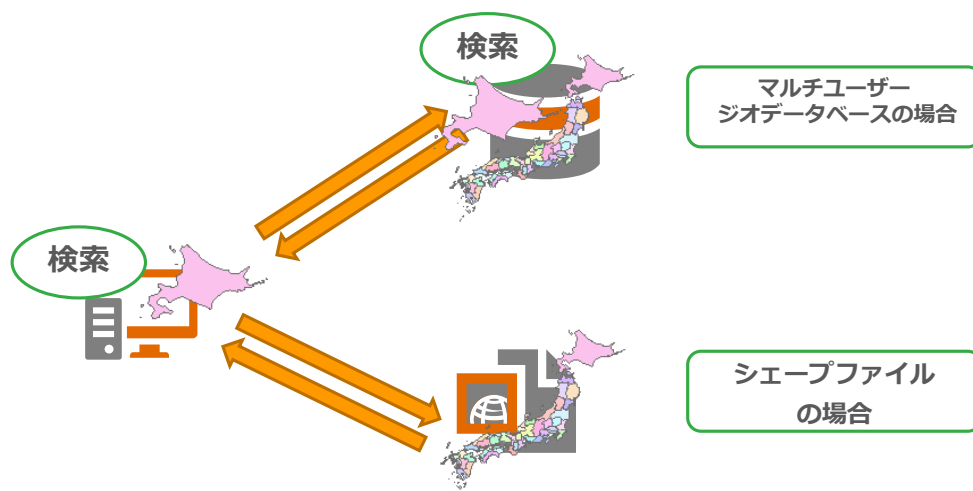 検索
マルチユーザー
ジオデータベースの場合
検索
シェープファイル
の場合